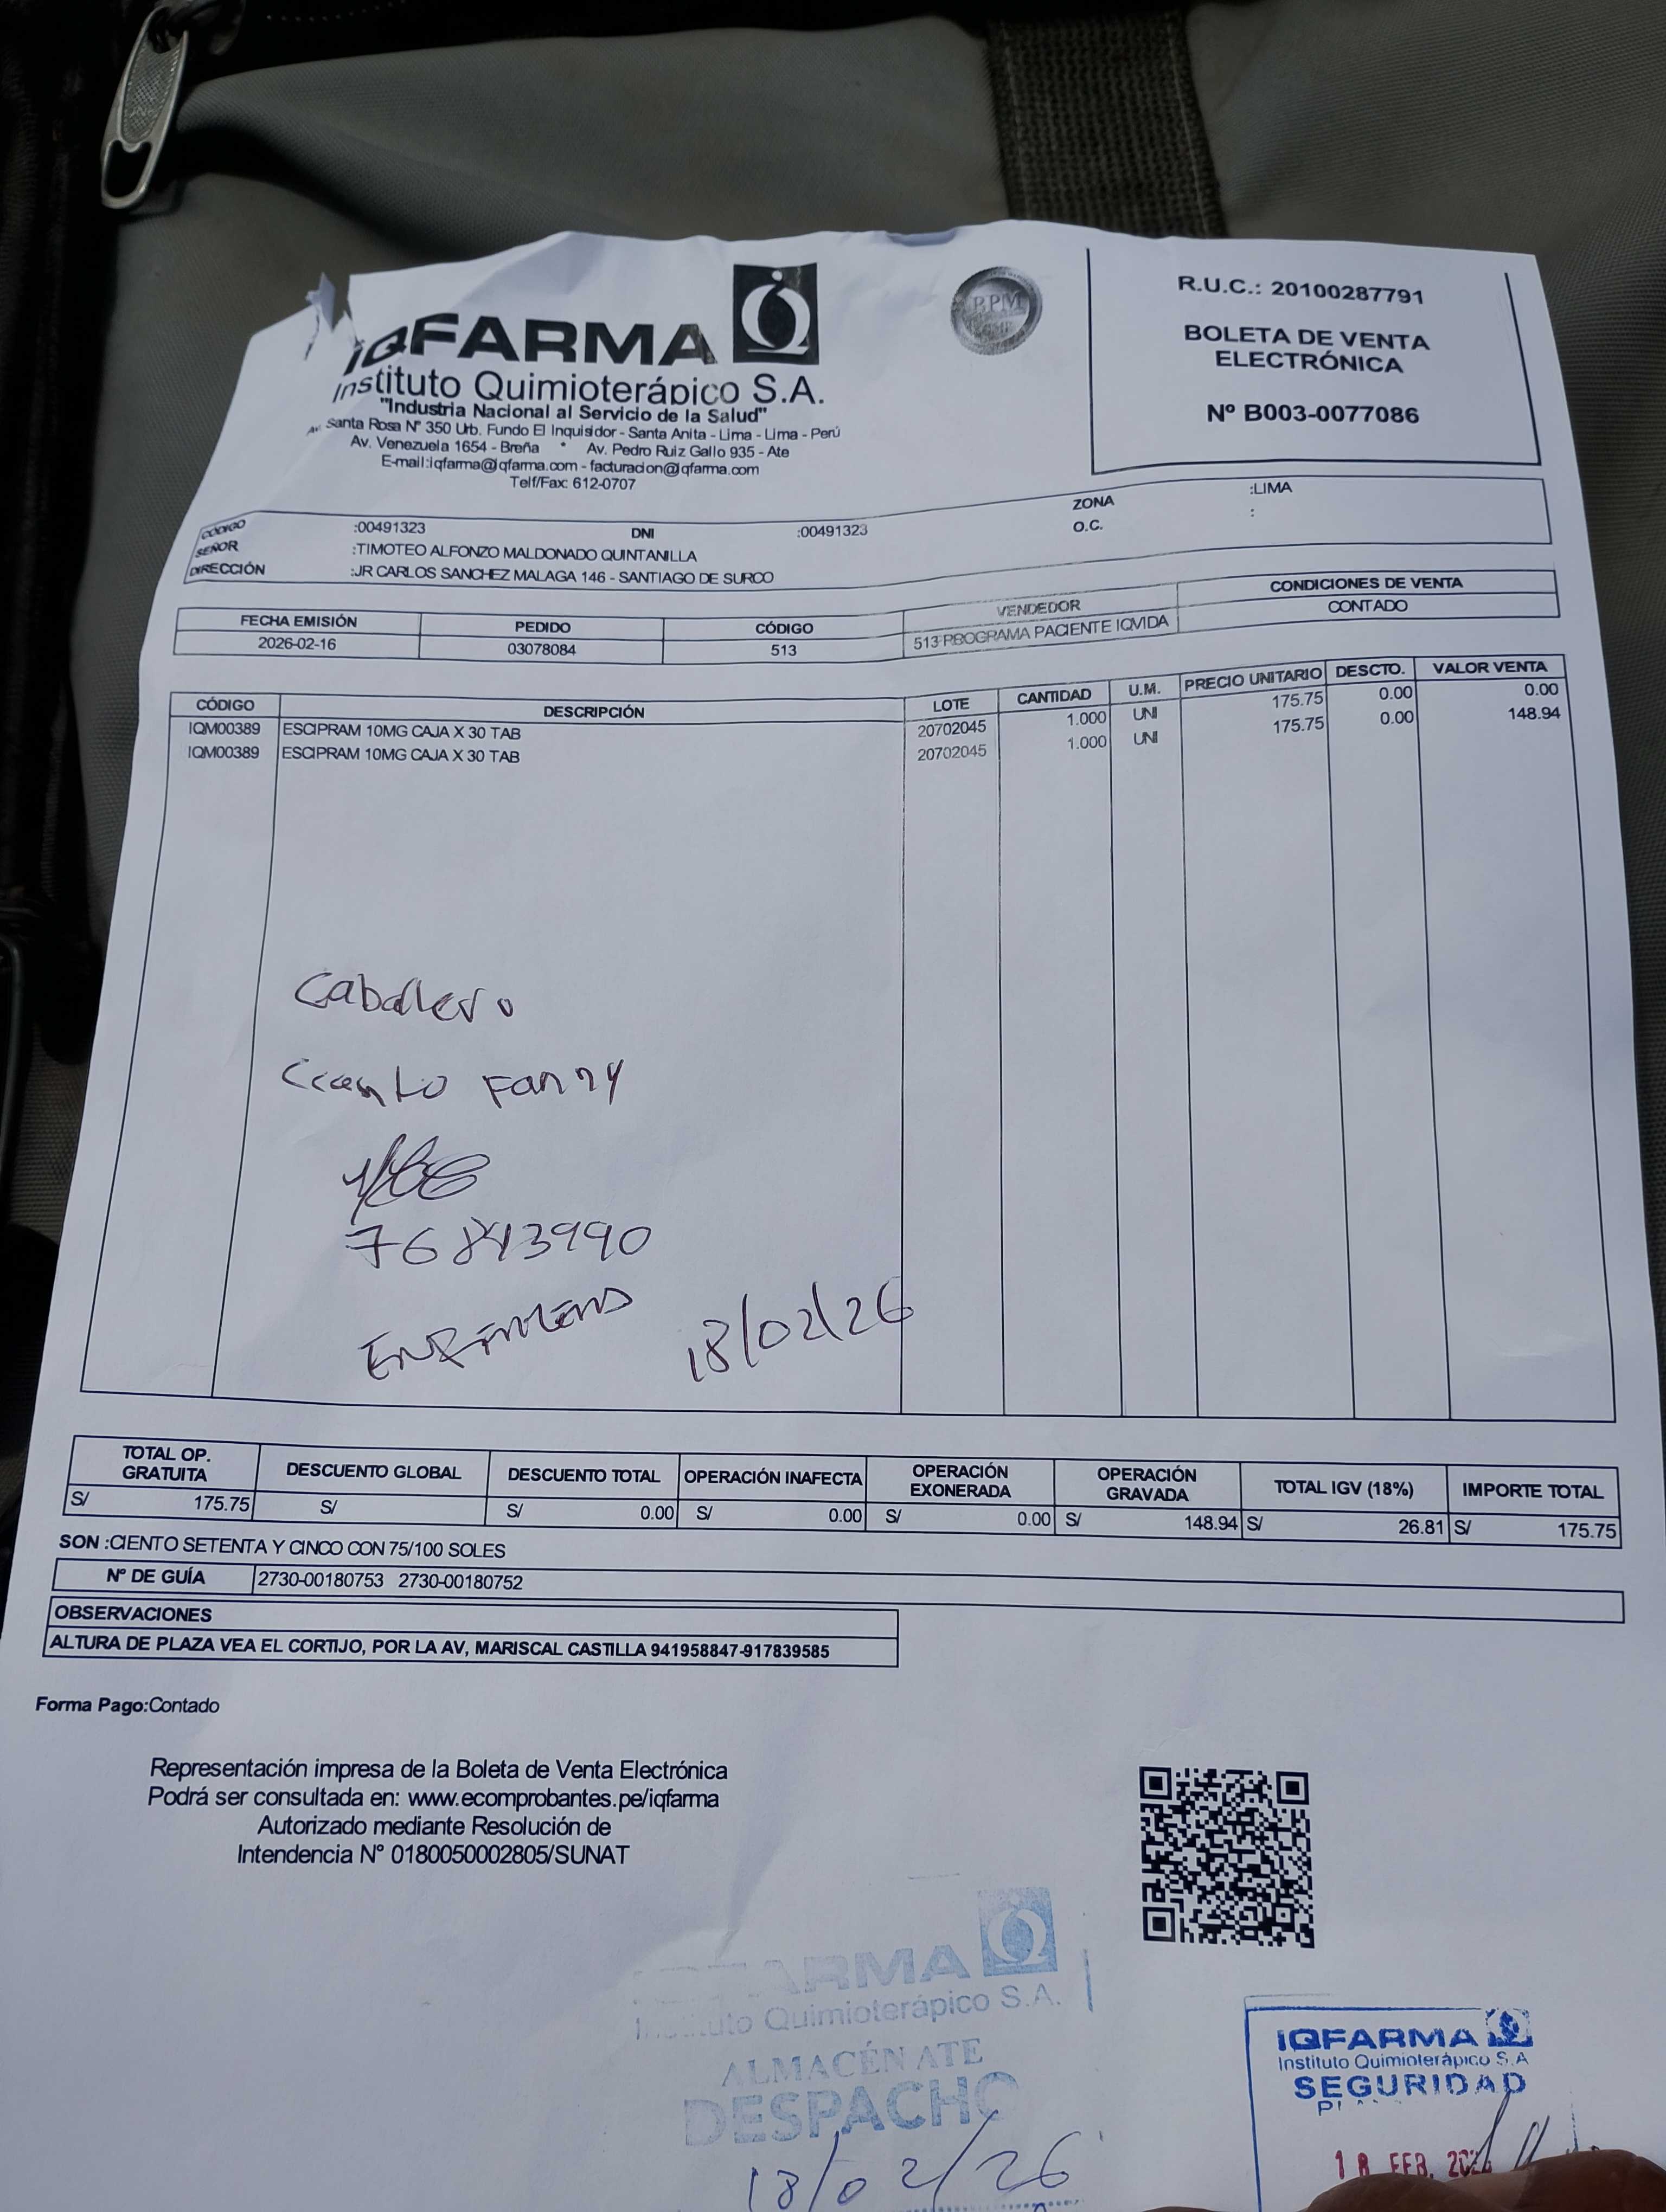 IQFARMA
Instituto Quimioterápico S.A.
"Industria Nacional al Servicio de la Salud"
Av. Santa Rosa Nº 350 Urb. Fundo El Inquisidor - Santa Anita - Lima - Lima - Perú
Av. Venezuela 1654 - Breña * Av. Pedro Ruiz Gallo 935 - Ate
E-mail:iqfarma@iqfarma.com - facturacion@iqfarma.com
Telf/Fax: 612-0707
BPM
R.U.C.: 20100287791
BOLETA DE VENTA
ELECTRÓNICA
Nº B003-0077086
CÓDIGO :00491323 DNI :00491323 ZONA :LIMA
SEÑOR :TIMOTEO ALFONZO MALDONADO QUINTANILLA O.C. :
DIRECCIÓN :JR CARLOS SANCHEZ MALAGA 146 - SANTIAGO DE SURCO
FECHA EMISIÓN PEDIDO CÓDIGO VENDEDOR CONDICIONES DE VENTA
2026-02-16 03078084 513 513 PROGRAMA PACIENTE IQVIDA CONTADO
CÓDIGO DESCRIPCIÓN LOTE CANTIDAD U.M. PRECIO UNITARIO DESCTO. VALOR VENTA
IQM00389 ESCIPRAM 10MG CAJA X 30 TAB 20702045 1.000 UNI 175.75 0.00 0.00
IQM00389 ESCIPRAM 10MG CAJA X 30 TAB 20702045 1.000 UNI 175.75 0.00 148.94
Caballero
Fanny
76843990
18/02/26
TOTAL OP. GRATUITA DESCUENTO GLOBAL DESCUENTO TOTAL OPERACIÓN INAFECTA OPERACIÓN EXONERADA OPERACIÓN GRAVADA TOTAL IGV (18%) IMPORTE TOTAL
S/ 175.75 S/ S/ 0.00 S/ 0.00 S/ 0.00 S/ 148.94 S/ 26.81 S/ 175.75
SON :CIENTO SETENTA Y CINCO CON 75/100 SOLES
Nº DE GUÍA 2730-00180753 2730-00180752
OBSERVACIONES
ALTURA DE PLAZA VEA EL CORTIJO, POR LA AV, MARISCAL CASTILLA 941958847-917839585
Forma Pago:Contado
Representación impresa de la Boleta de Venta Electrónica
Podrá ser consultada en: www.ecomprobantes.pe/iqfarma
Autorizado mediante Resolución de
Intendencia Nº 0180050002805/SUNAT
IQFARMA
Instituto Quimioterápico S.A.
ALMACÉN ATE
DESPACHO
18/02/26
IQFARMA
Instituto Quimioterápico S.A
SEGURIDAD
18 FEB. 202